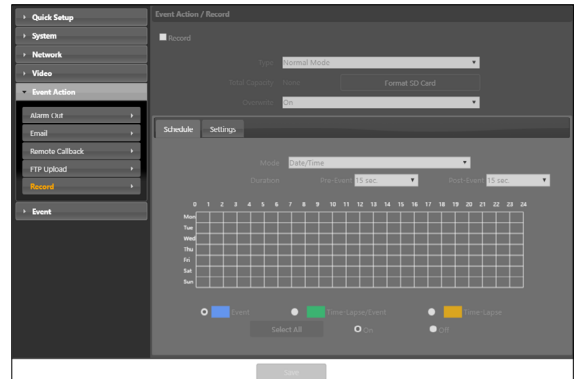 Quick Setup
System
Network
Video
Event Action
Alarm Out
Email
Remote Callback
FTP Upload
Record
Event
Event Action / Record
Record
Type Normal Mode
Total Capacity None Format SD Card
Overwrite On
Schedule Settings
Mode Date/Time
Duration Pre-Event 15 sec. Post-Event 15 sec.
0 1 2 3 4 5 6 7 8 9 10 11 12 13 14 15 16 17 18 19 20 21 22 23 24
Mon
Tue
Wed
Thu
Fri
Sat
Sun
Event Time-Lapse/Event Time-Lapse
Select All On Off
Save